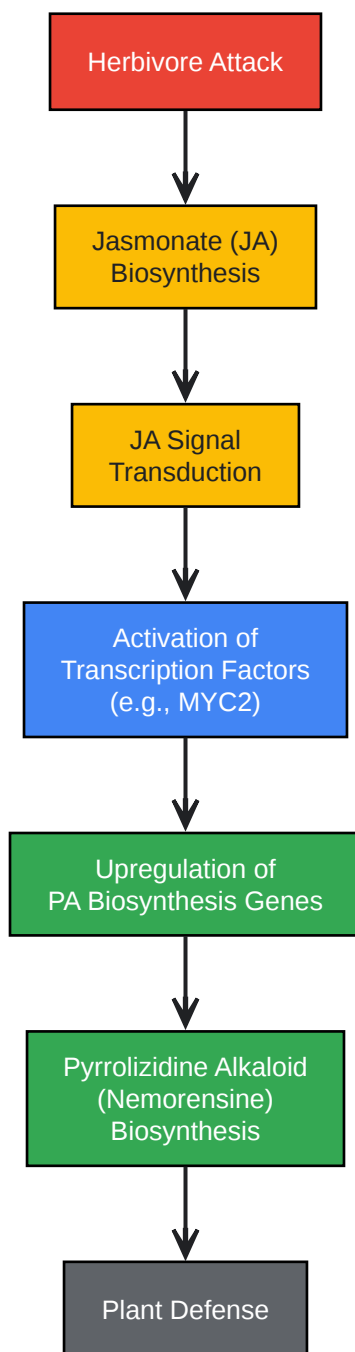 Herbivore Attack
Jasmonate (JA)
Biosynthesis
JA Signal
Transduction
Activation of
Transcription Factors
(e.g., MYC2)
Upregulation of
PA Biosynthesis Genes
Pyrrolizidine Alkaloid
(Nemorensine)
Biosynthesis
Plant Defense